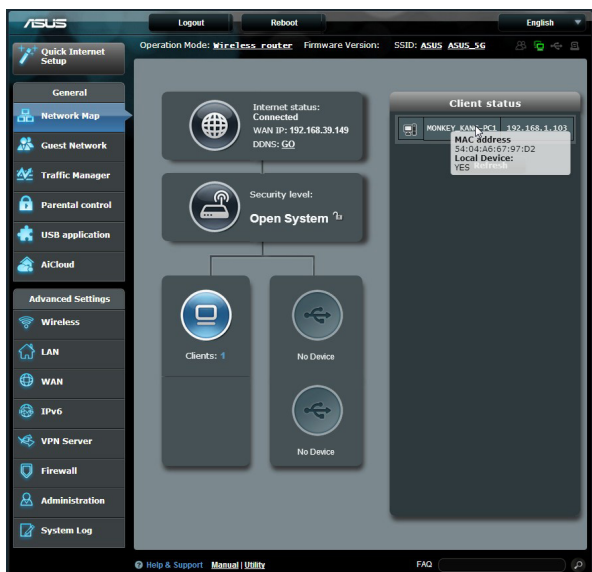 ASUS
Logout Reboot English
Quick Internet Setup
Operation Mode: Wireless router Firmware Version: SSID: ASUS ASUS_5G
General
Network Map
Guest Network
Traffic Manager
Parental control
USB application
AiCloud
Advanced Settings
Wireless
LAN
WAN
IPv6
VPN Server
Firewall
Administration
System Log
Internet status:
Connected
WAN IP: 192.168.39.149
DDNS: GO
Security level:
Open System
Clients: 1
No Device
No Device
Client status
MONKEY_KANG-PC1 192.168.1.103
MAC address
54:04:A6:67:97:D2
Local Device:
YES
Refresh
Help & Support Manual | Utility FAQ